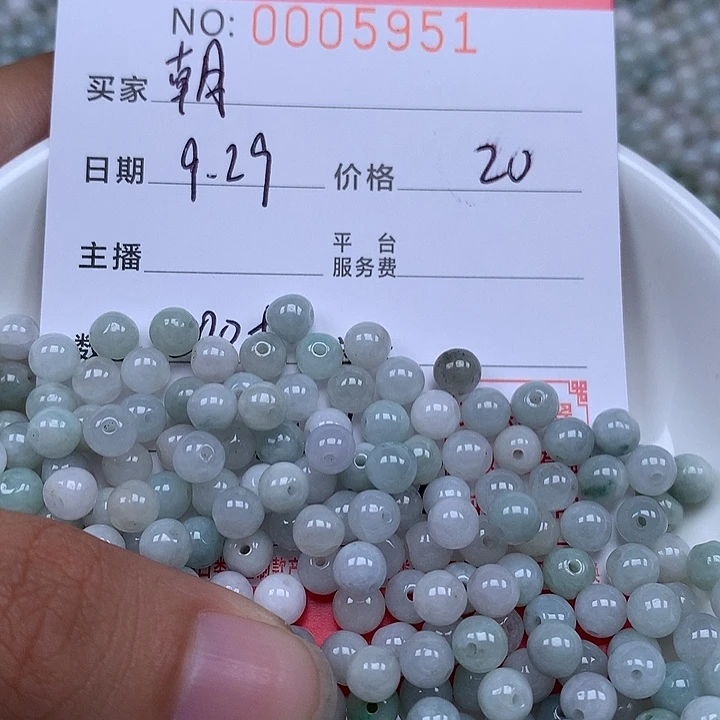 NO: 0005951
买家 朝
日期 9.29 价格 20
主播 平台
服务费
数